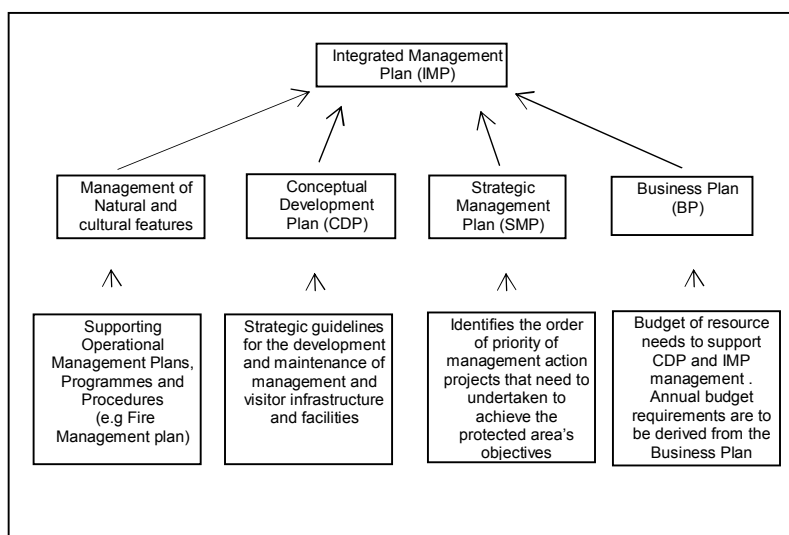 Integrated Management
Plan (IMP)
Management of
Natural and
cultural features
Conceptual
Development
Plan (CDP)
Strategic
Management
Plan (SMP)
Business Plan
(BP)
Supporting
Operational
Management Plans,
Programmes and
Procedures
(e.g Fire
Management plan)
Strategic guidelines
for the development
and maintenance of
management and
visitor infrastructure
and facilities
Identifies the order
of priority of
management action
projects that need to
undertaken to
achieve the
protected area's
objectives
Budget of resource
needs to support
CDP and IMP
management .
Annual budget
requirements are to
be derived from the
Business Plan